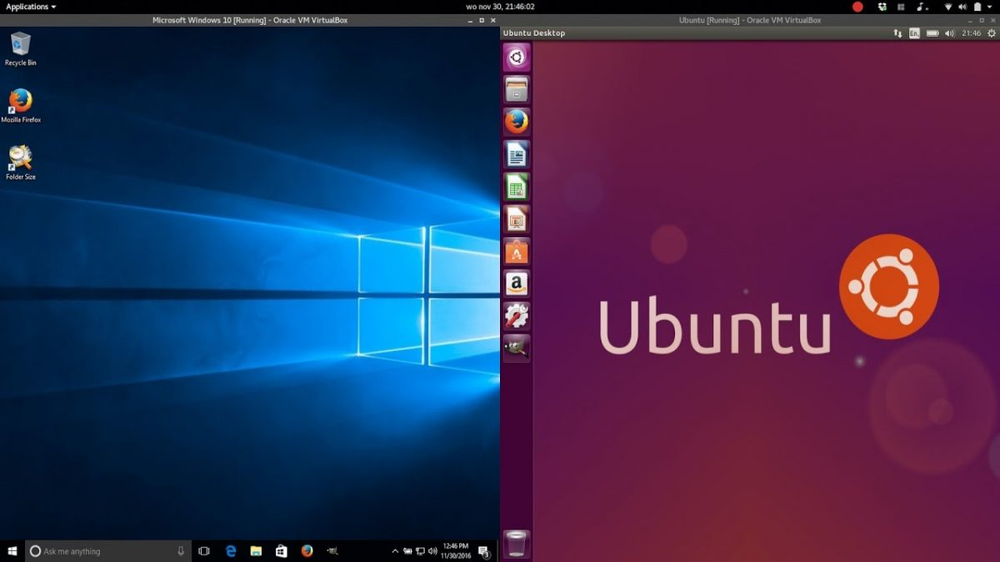 Applications
wo nov 30, 21:46:02
Microsoft Windows 10 [Running] - Oracle VM VirtualBox
Recycle Bin
Mozilla Firefox
Folder Size
Ask me anything
12:46 PM
11/30/2016
3
Ubuntu [Running] - Oracle VM VirtualBox
Ubuntu Desktop
En
21:46
a
Ubuntu